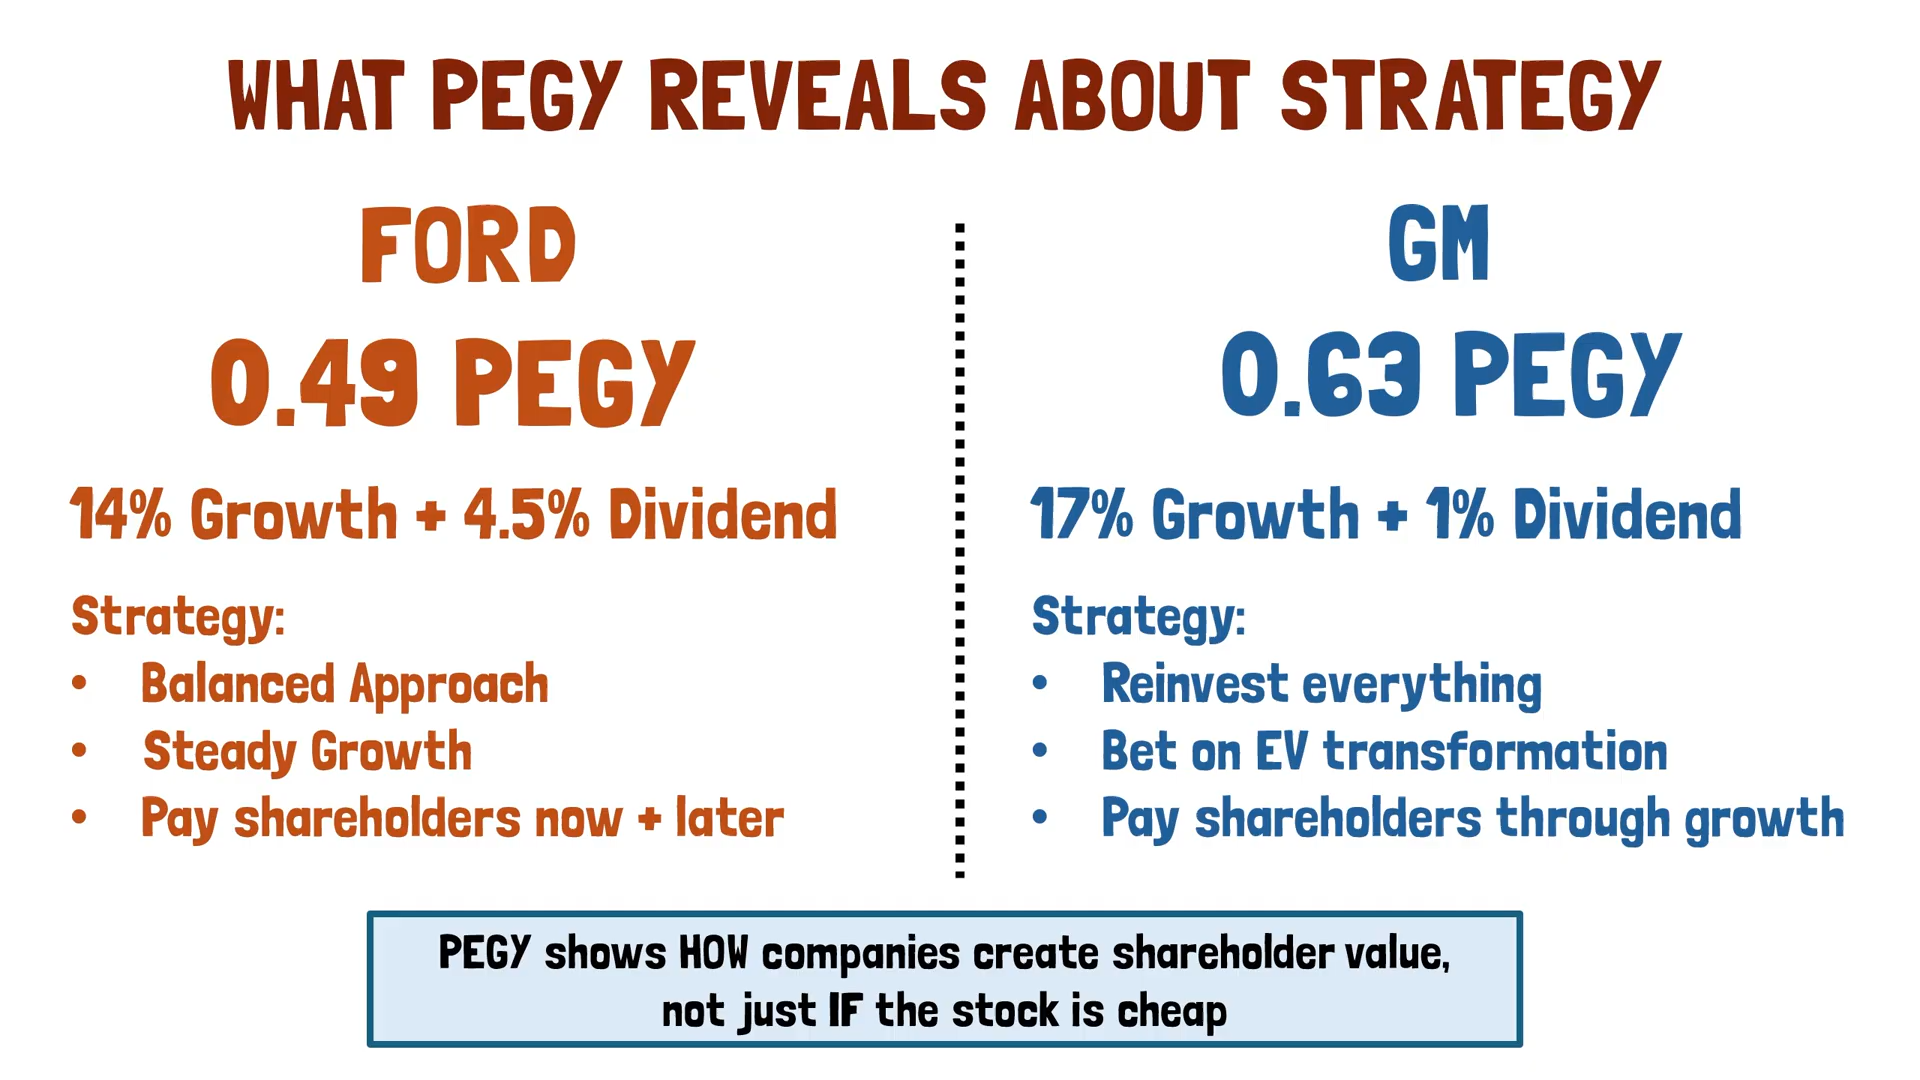 WHAT PEGY REVEALS ABOUT STRATEGY
FORD
0.49 PEGY
14% Growth + 4.5% Dividend
Strategy:
• Balanced Approach
• Steady Growth
• Pay shareholders now + later
GM
0.63 PEGY
17% Growth + 1% Dividend
Strategy:
• Reinvest everything
• Bet on EV transformation
• Pay shareholders through growth
PEGY shows HOW companies create shareholder value,
not just IF the stock is cheap